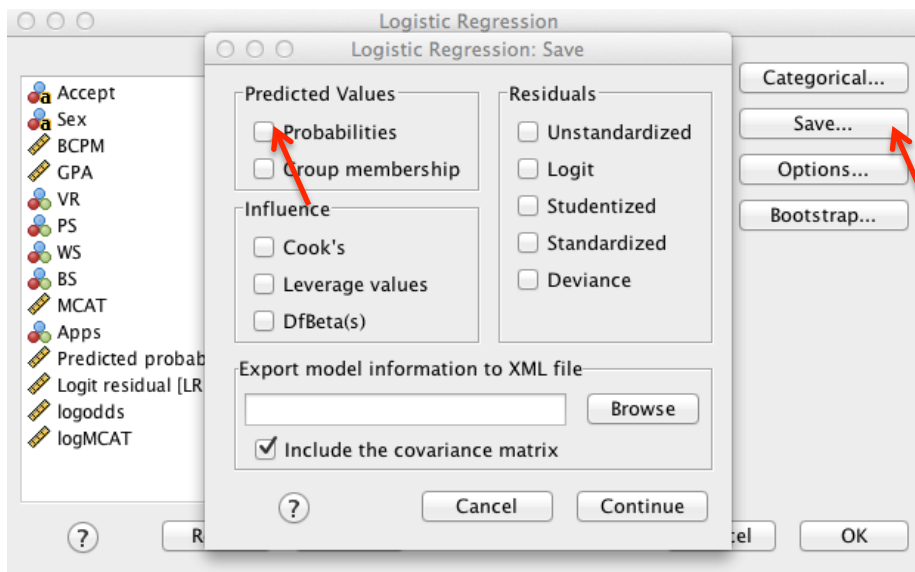 Logistic Regression
Logistic Regression: Save
Accept
Sex
BCPM
GPA
VR
PS
WS
BS
MCAT
Apps
Predicted probab
Logit residual [LR
logodds
logMCAT
Predicted Values
Probabilities
Group membership
Influence
Cook's
Leverage values
DfBeta(s)
Residuals
Unstandardized
Logit
Studentized
Standardized
Deviance
Export model information to XML file
Browse
Include the covariance matrix
?
Cancel
Continue
Categorical...
Save...
Options...
Bootstrap...
?
R
cel
OK